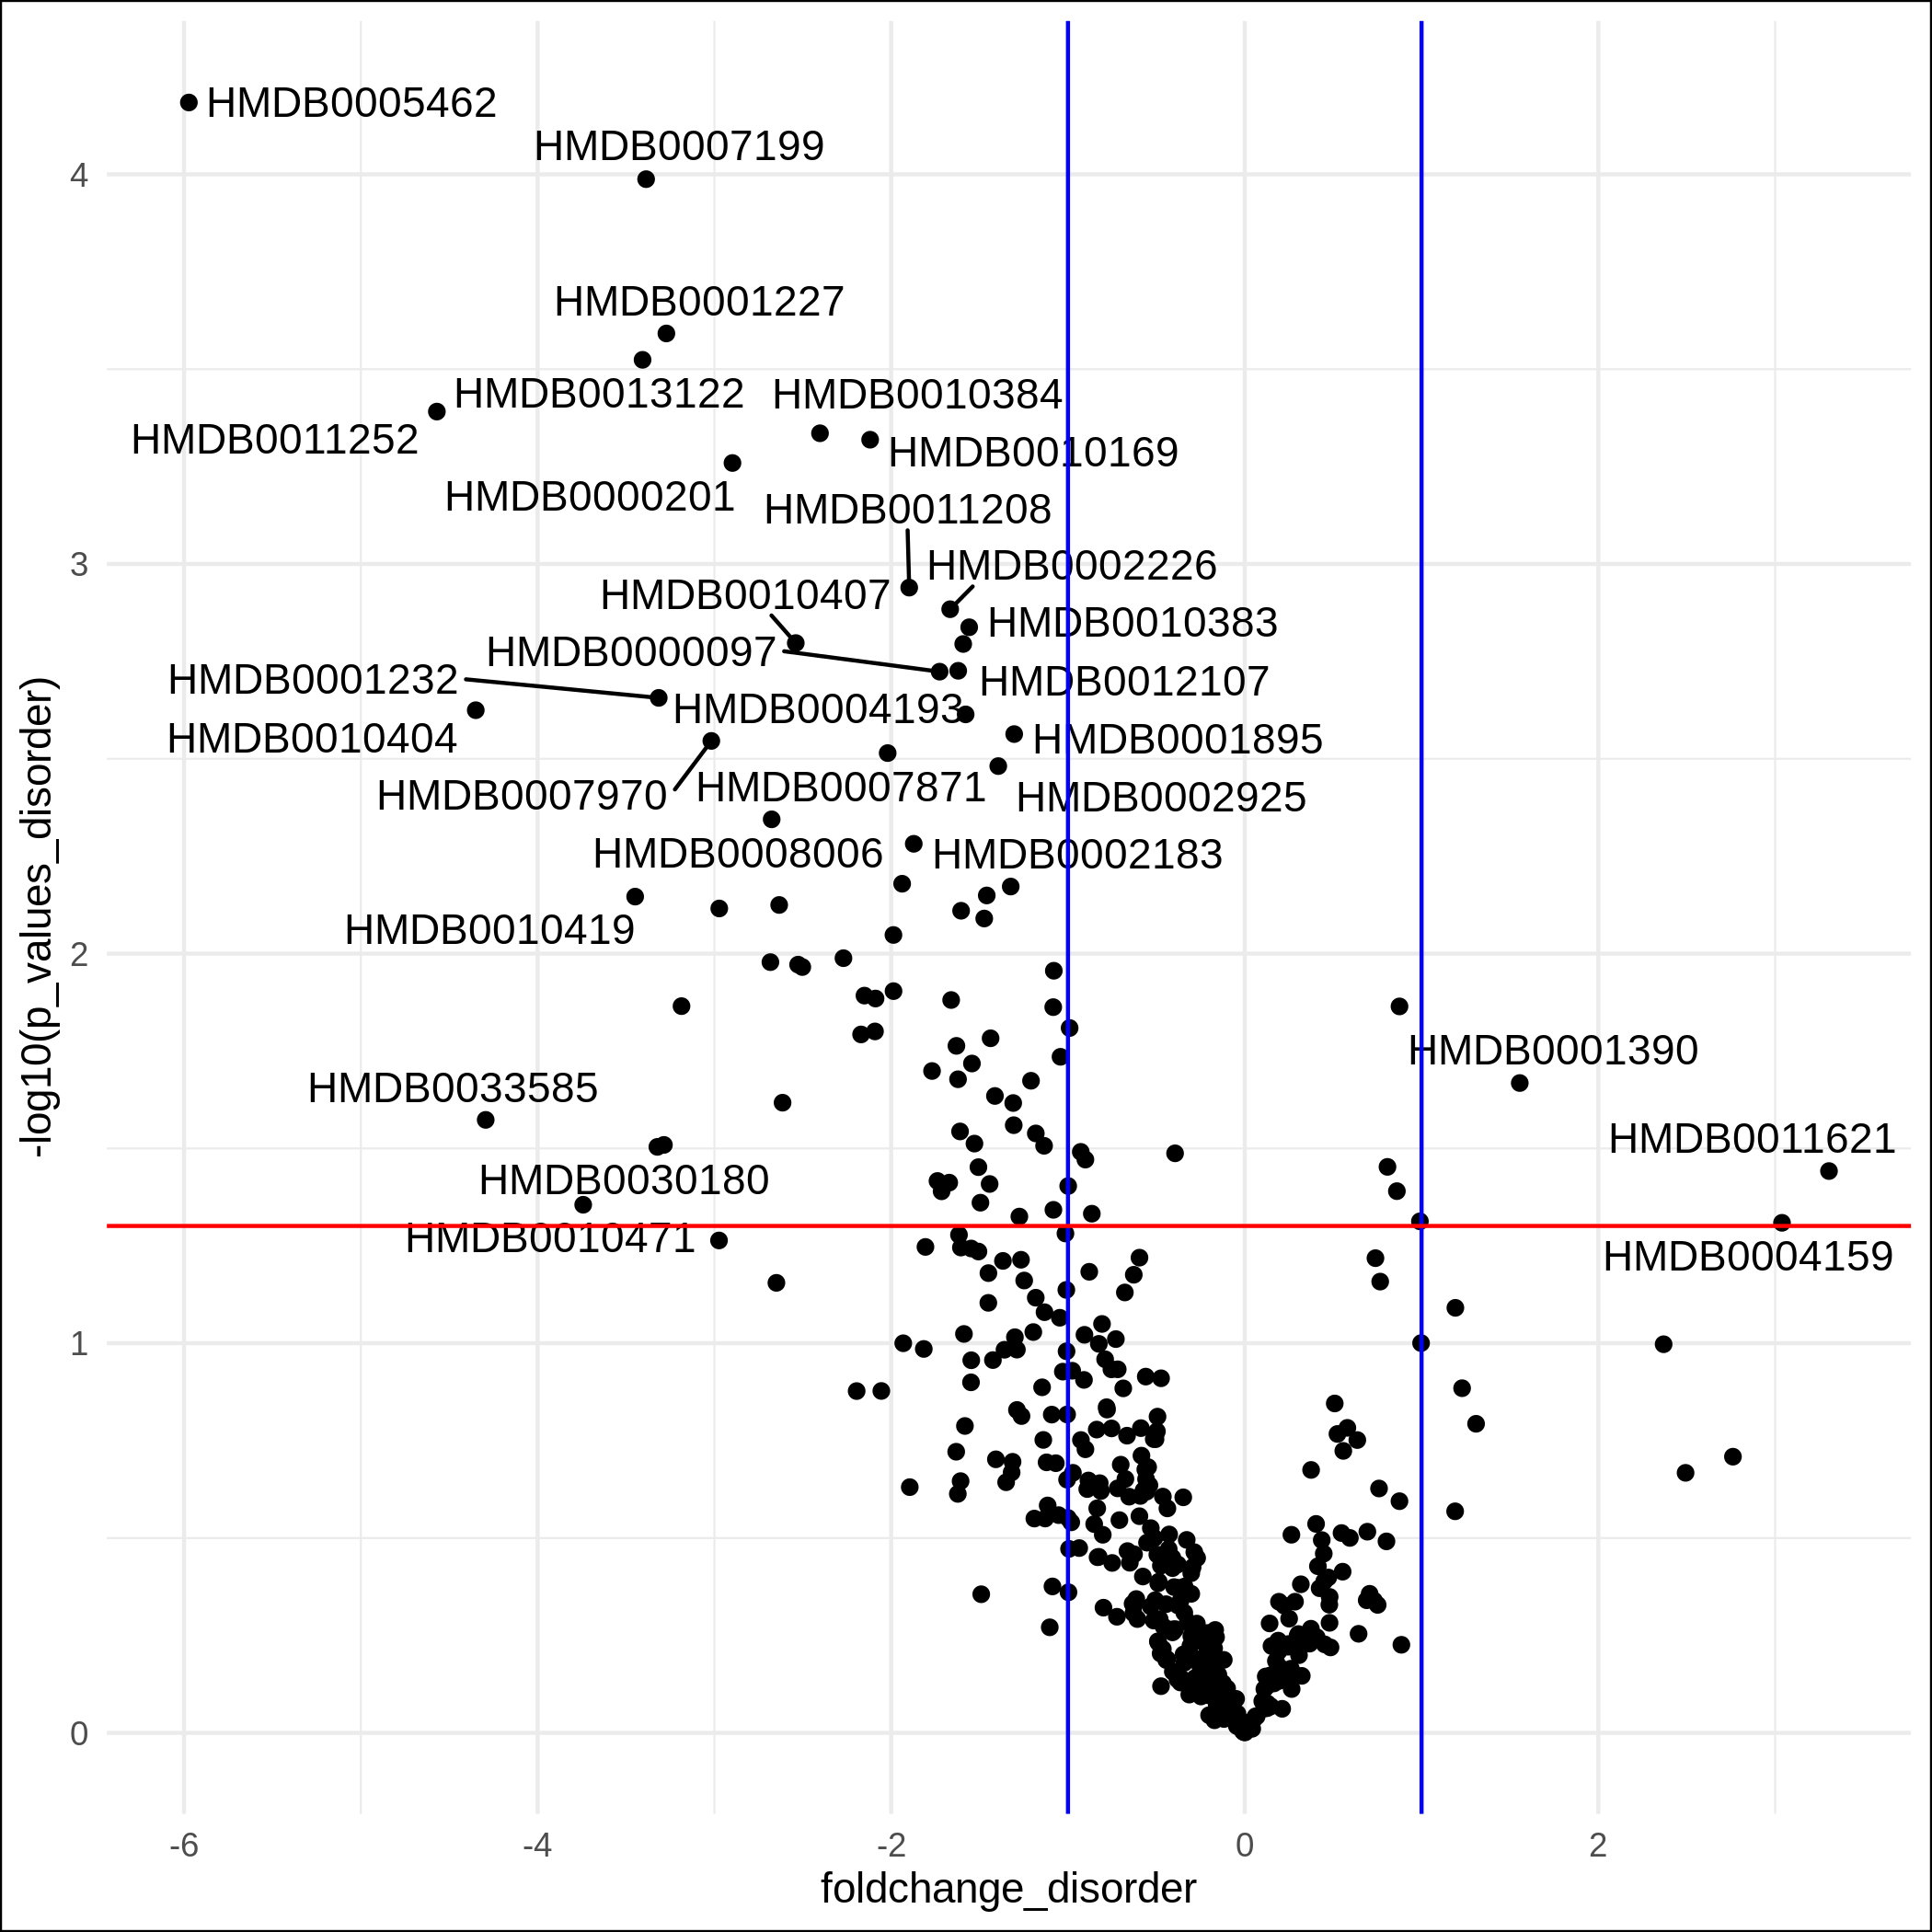 HMDB0005462
HMDB0007199
4
HMDB0001227
HMDB0013122
HMDB0010384
HMDB0011252
HMDB0010169
HMDB0000201
HMDB0011208
3
HMDB0002226
HMDB0010407
HMDB0010383
HMDB0000097
HMDB0001232
HMDB0012107
HMDB0004193
HMDB0010404
HMDB0001895
HMDB0007970
HMDB0007871
HMDB0002925
HMDB0008006
HMDB0002183
HMDB0010419
2
HMDB0001390
HMDB0033585
HMDB0011621
HMDB0030180
HMDB0010471
HMDB0004159
1
0
-log10(p_values_disorder)
-6
-4
-2
0
2
foldchange_disorder